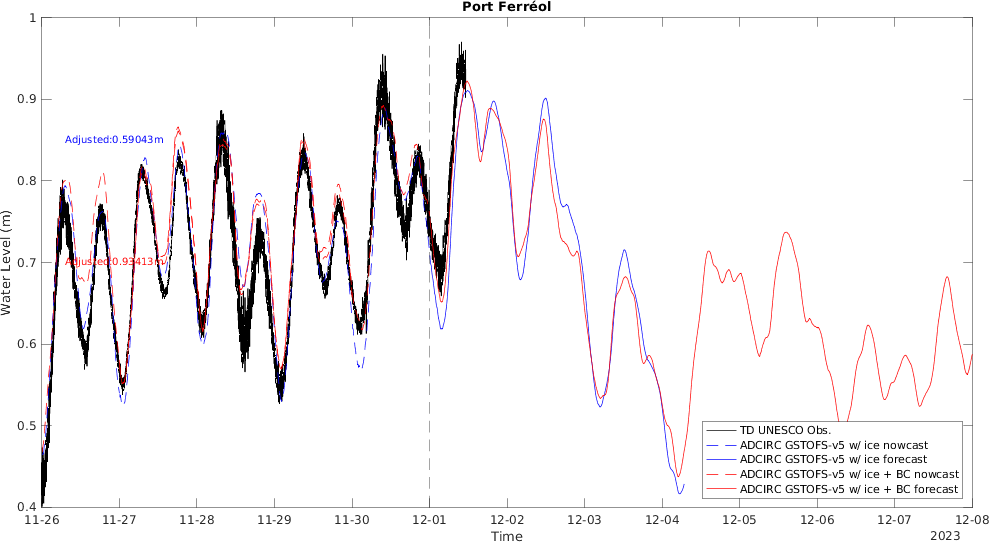 Port Ferréol
Water Level (m)
1
0.9
0.8
0.7
0.6
0.5
0.4
Adjusted:0.59043m
Adjusted:0.93413m
TD UNESCO Obs.
ADCIRC GSTOFS-v5 w/ ice nowcast
ADCIRC GSTOFS-v5 w/ ice forecast
ADCIRC GSTOFS-v5 w/ ice + BC nowcast
ADCIRC GSTOFS-v5 w/ ice + BC forecast
11-26 11-27 11-28 11-29 11-30 12-01 12-02 12-03 12-04 12-05 12-06 12-07 12-08
Time
2023